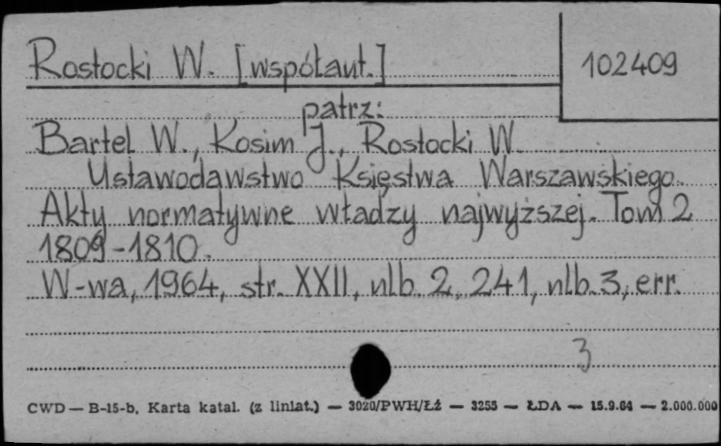 Rostocki W. [współaut.]
102409
patrz:
Bartel W., Kosim J., Rostocki W.
Ustawodawstwo Księstwa Warszawskiego.
Akty normatywne władzy najwyższej. Tom 2
1809-1810.
W-wa, 1964, str. XXII, nlb. 2, 241, nlb. 3, err.
3
CWD — B-15-b, Karta katal. (z liniat.) — 3020/PWH/Łź — 3255 — ŁDA — 15.9.64 — 2.000.000